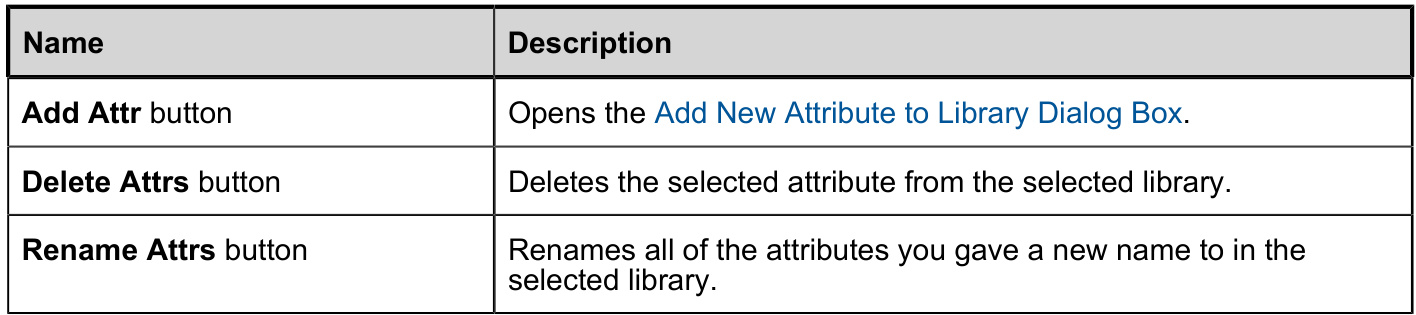 Name Description
Add Attr button Opens the Add New Attribute to Library Dialog Box.
Delete Attrs button Deletes the selected attribute from the selected library.
Rename Attrs button Renames all of the attributes you gave a new name to in the
selected library.